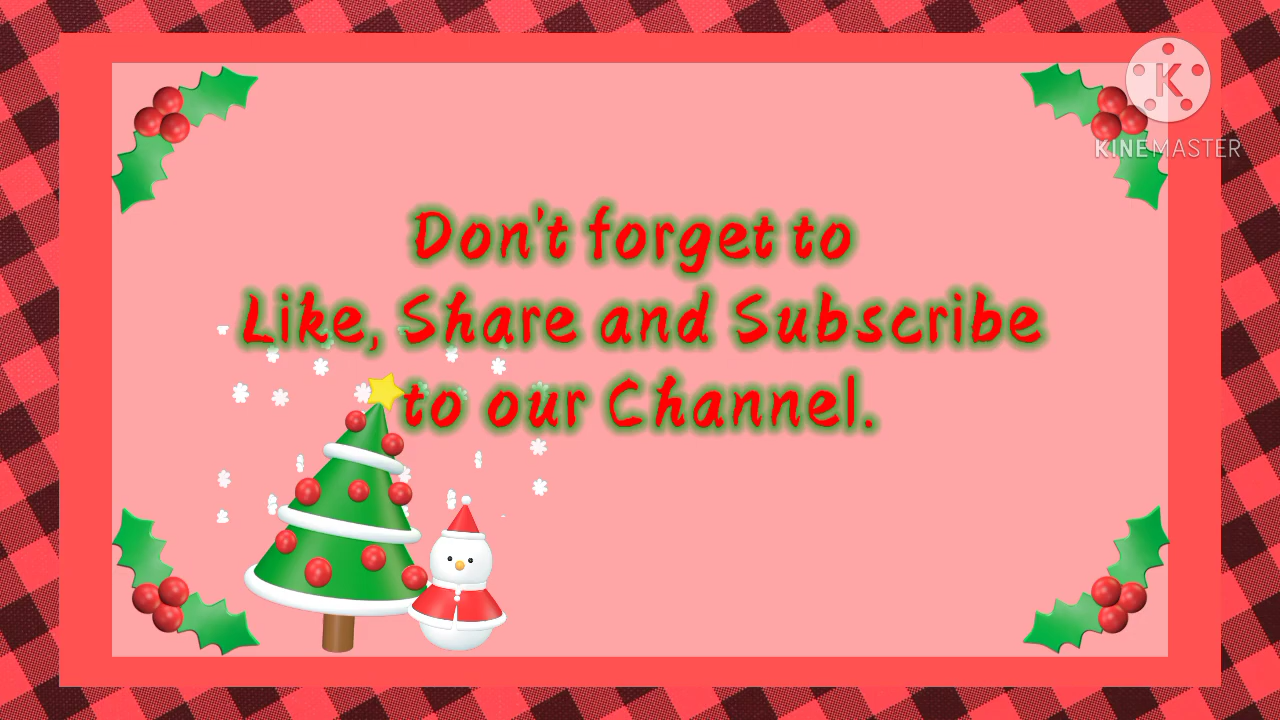 K
KINEMASTER
Don't forget to
Like, Share and Subscribe
to our Channel.